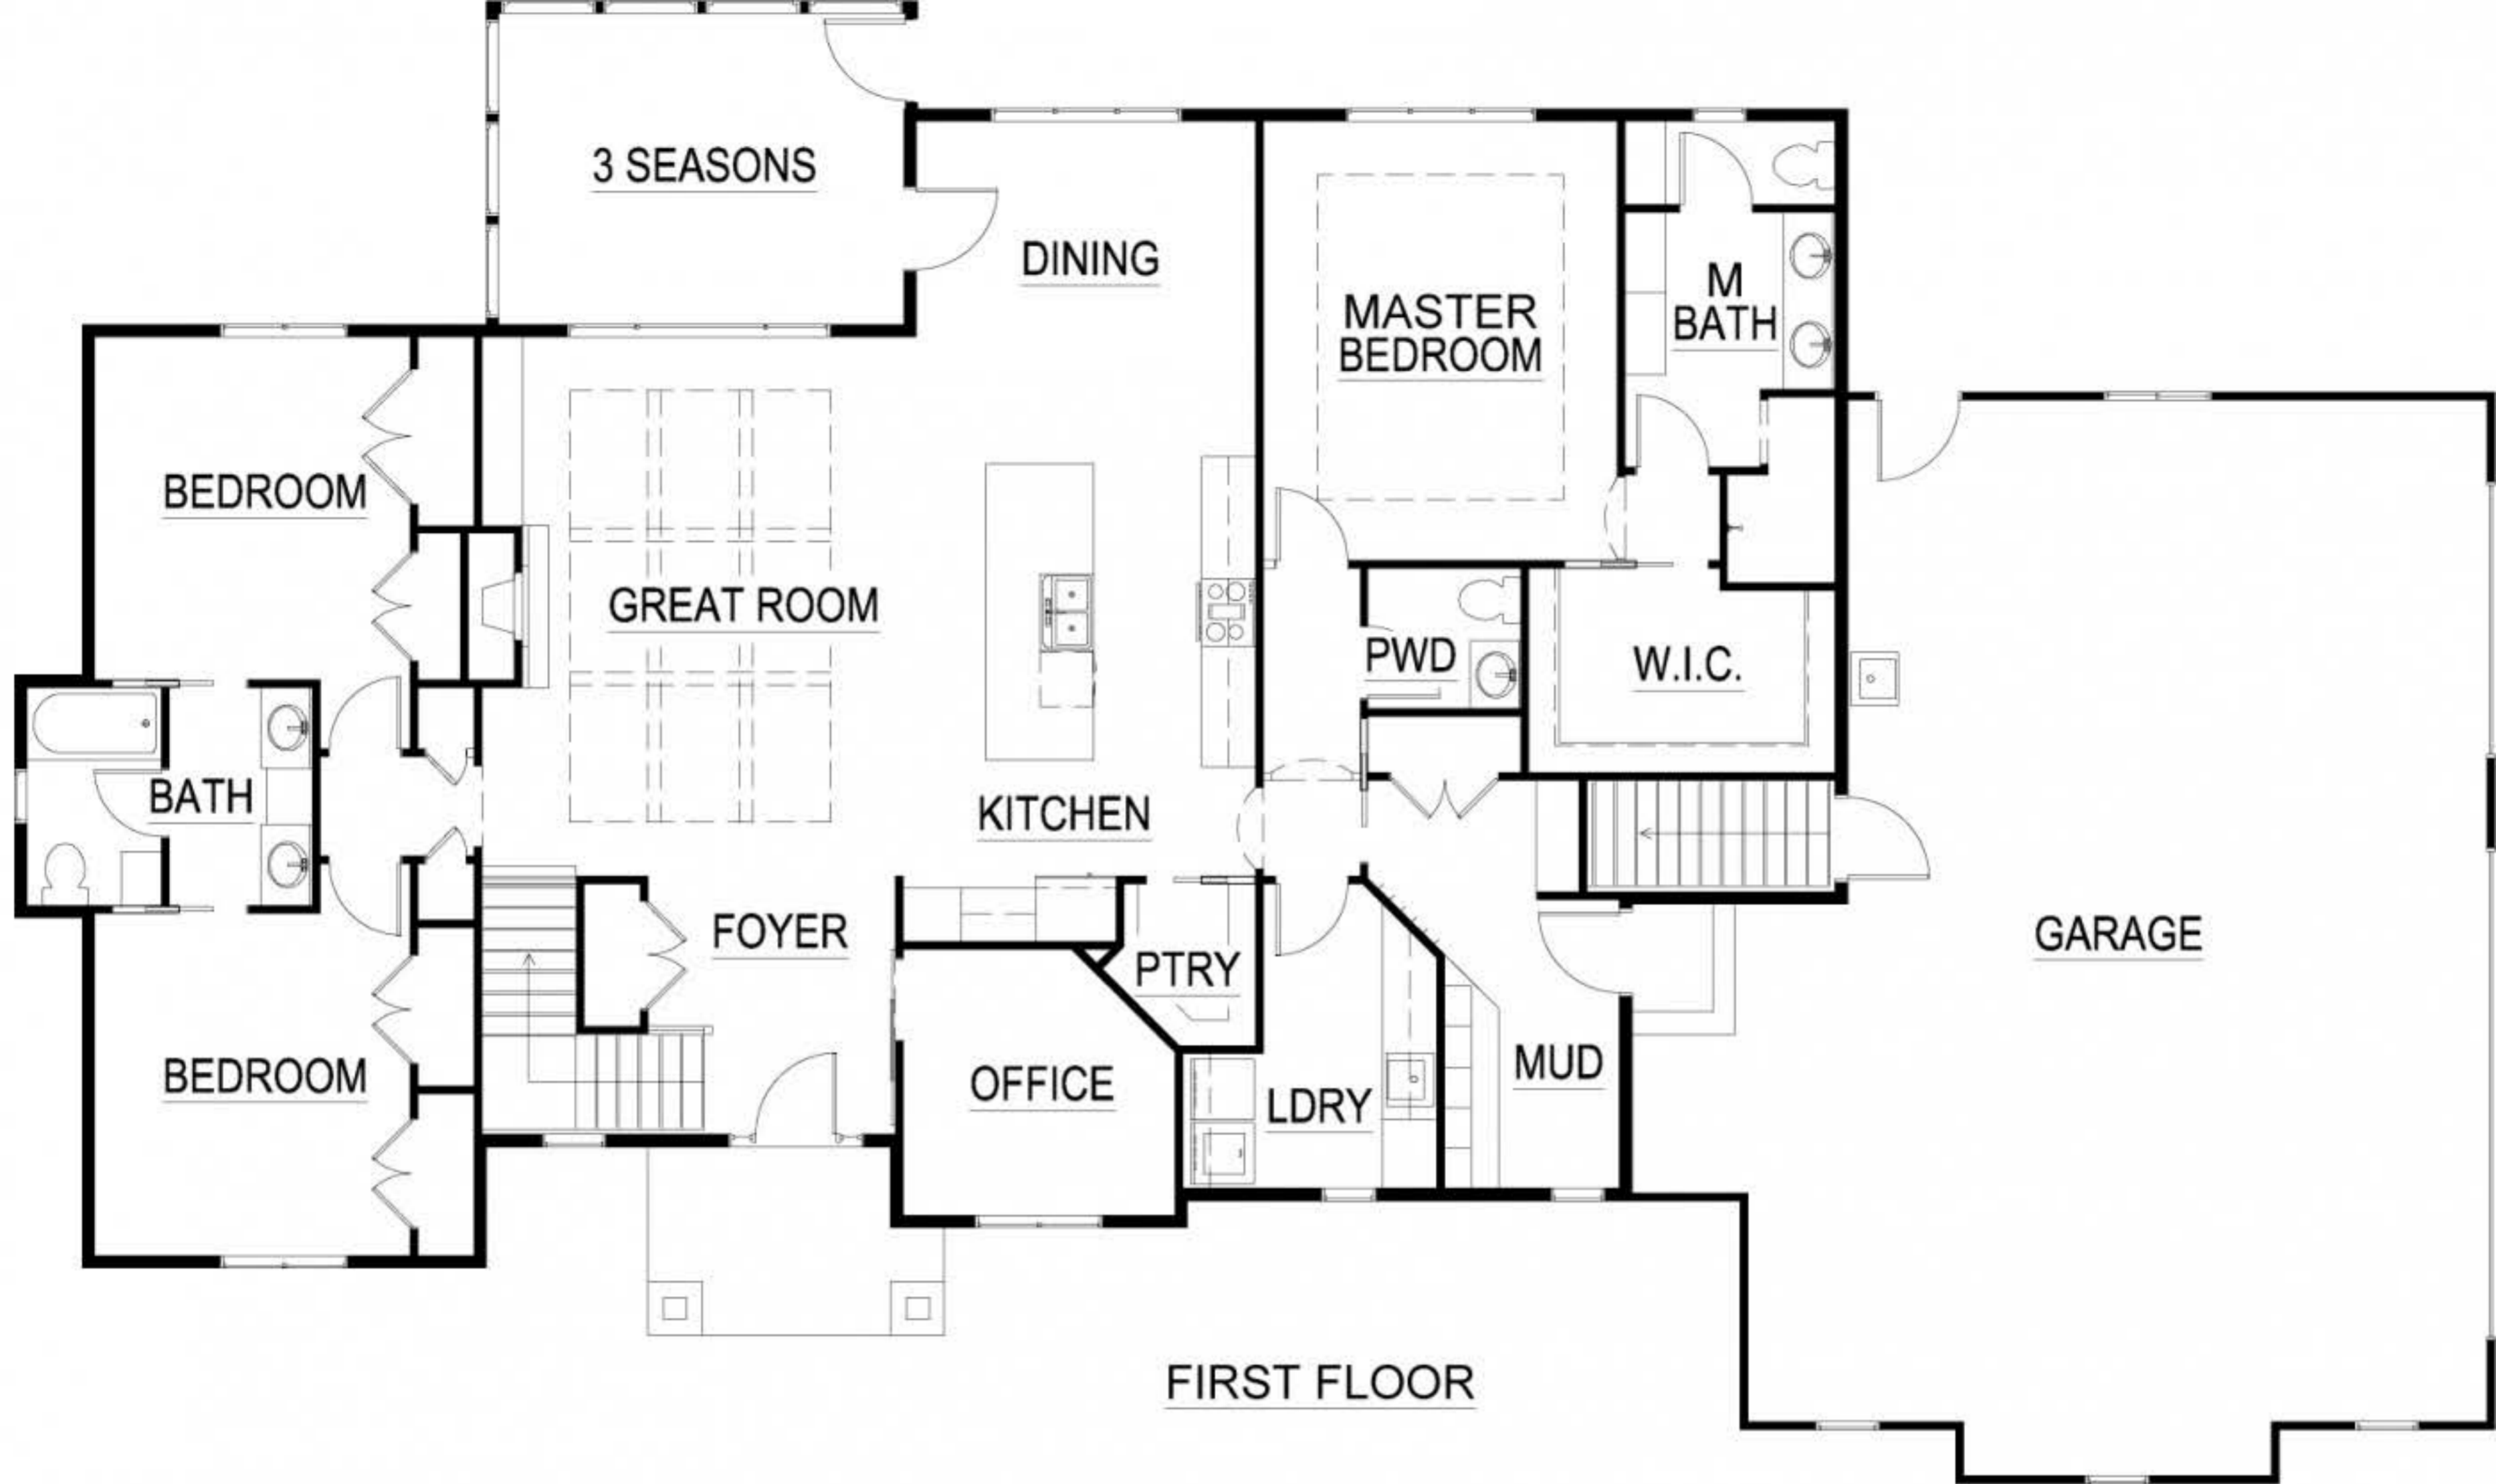 3 SEASONS
DINING
M
BATH
MASTER
BEDROOM
BEDROOM
GREAT ROOM
PWD
W.I.C.
BATH
KITCHEN
FOYER
GARAGE
PTRY
BEDROOM
OFFICE
MUD
LDRY
FIRST FLOOR